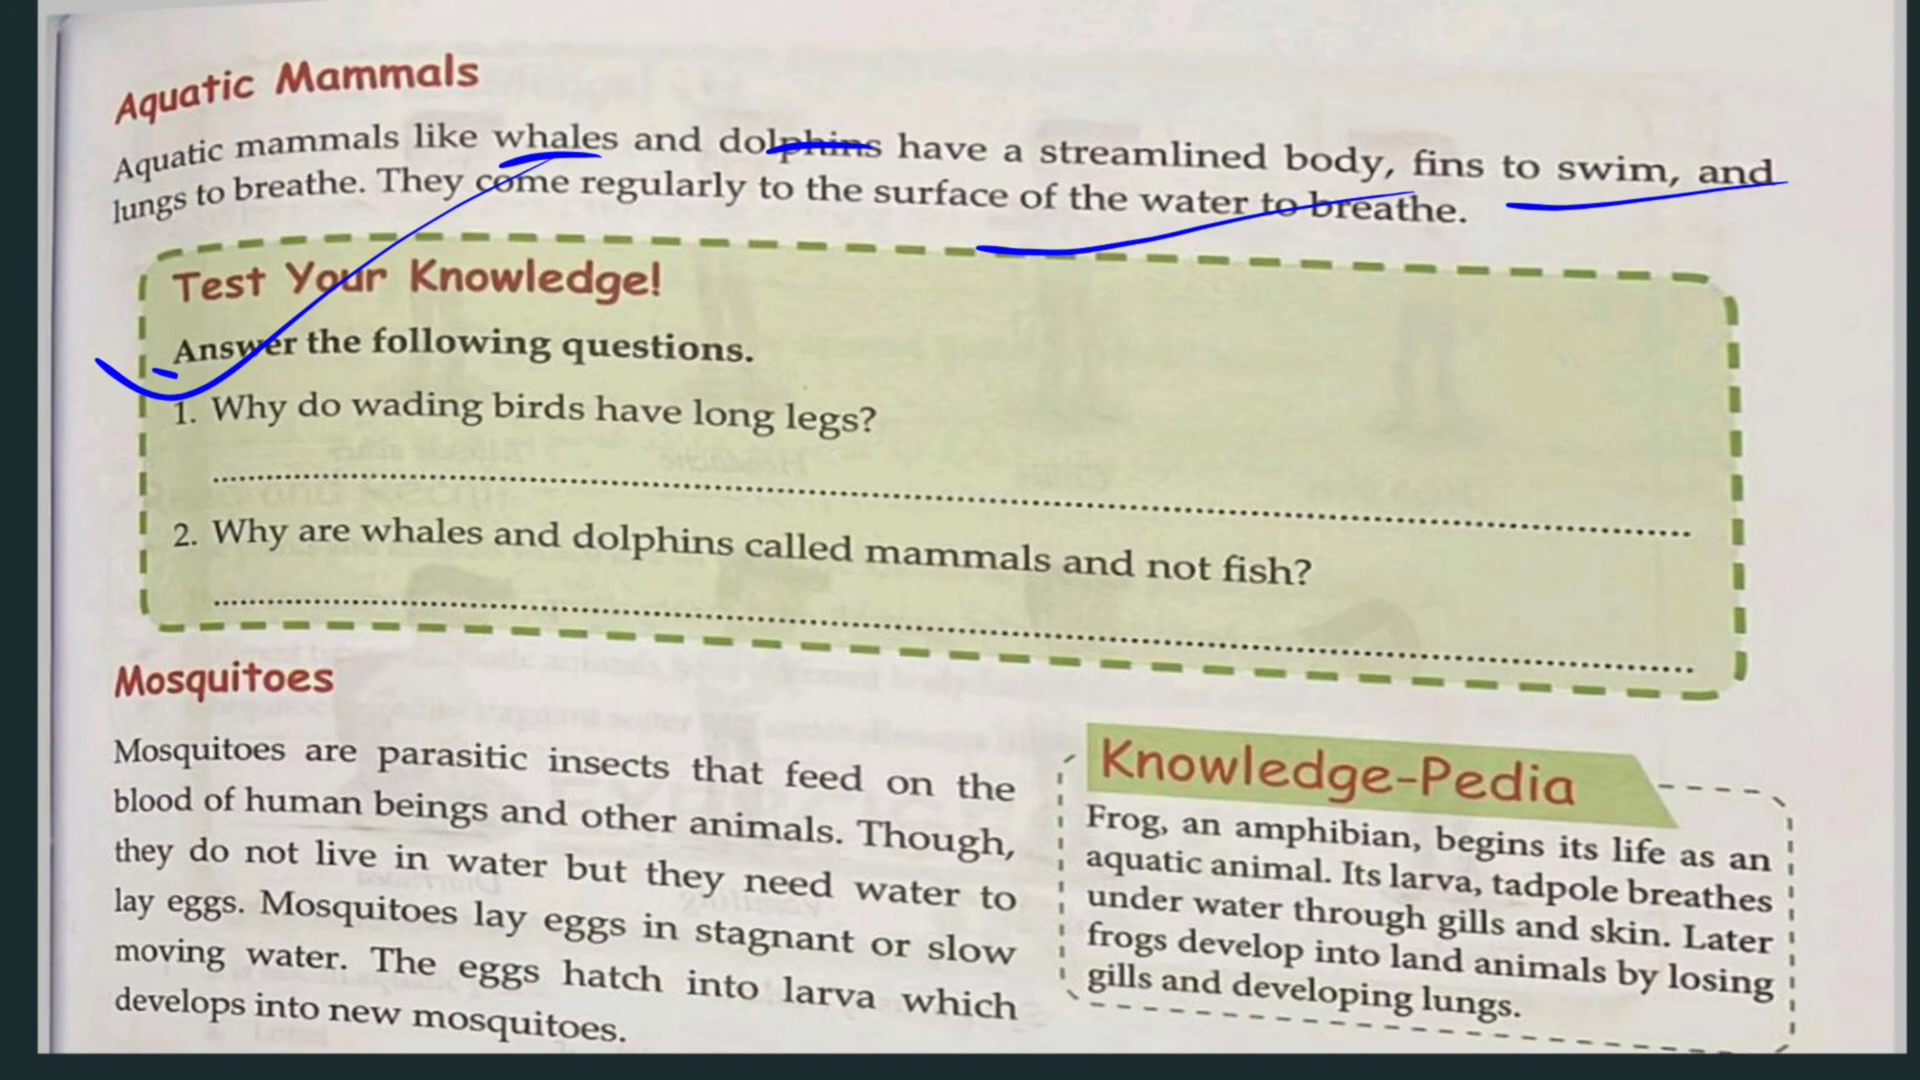 Aquatic Mammals
Aquatic mammals like whales and dolphins have a streamlined body, fins to swim, and
lungs to breathe. They come regularly to the surface of the water to breathe.
Test Your Knowledge!
Answer the following questions.
1. Why do wading birds have long legs?
2. Why are whales and dolphins called mammals and not fish?
Mosquitoes
Mosquitoes are parasitic insects that feed on the
blood of human beings and other animals. Though,
they do not live in water but they need water to
lay eggs. Mosquitoes lay eggs in stagnant or slow
moving water. The eggs hatch into larva which
develops into new mosquitoes.
Knowledge-Pedia
Frog, an amphibian, begins its life as an
aquatic animal. Its larva, tadpole breathes
under water through gills and skin. Later
frogs develop into land animals by losing
gills and developing lungs.